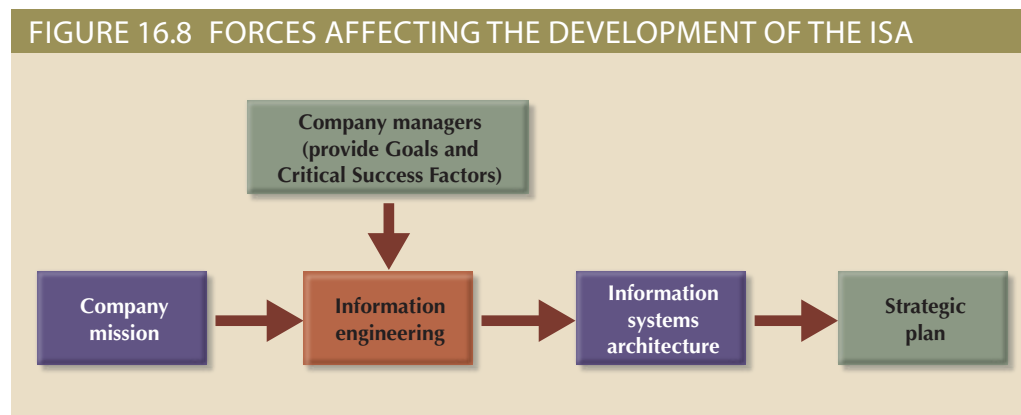 FIGURE 16.8 FORCES AFFECTING THE DEVELOPMENT OF THE ISA
Company managers
(provide Goals and
Critical Success Factors)
Company
mission
Information
engineering
Information
systems
architecture
Strategic
plan